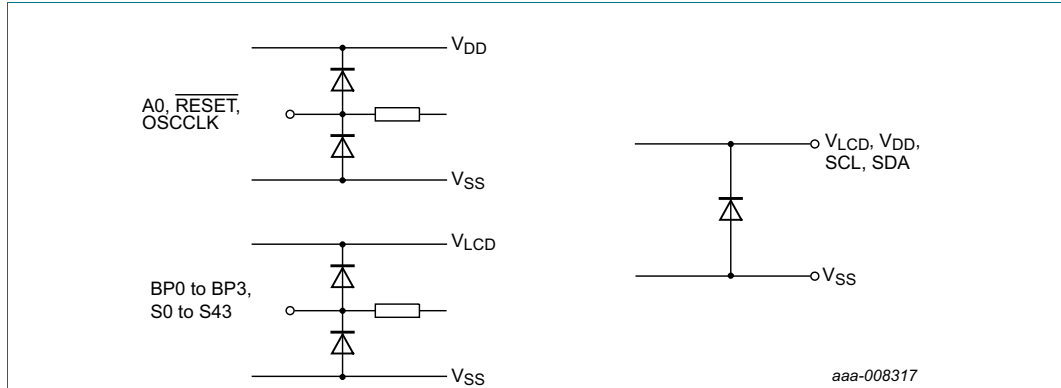 VDD
A0, RESET,
OSCCLK
VSS
VLCD
BP0 to BP3,
S0 to S43
VSS
VLCD, VDD,
SCL, SDA
VSS
aaa-008317